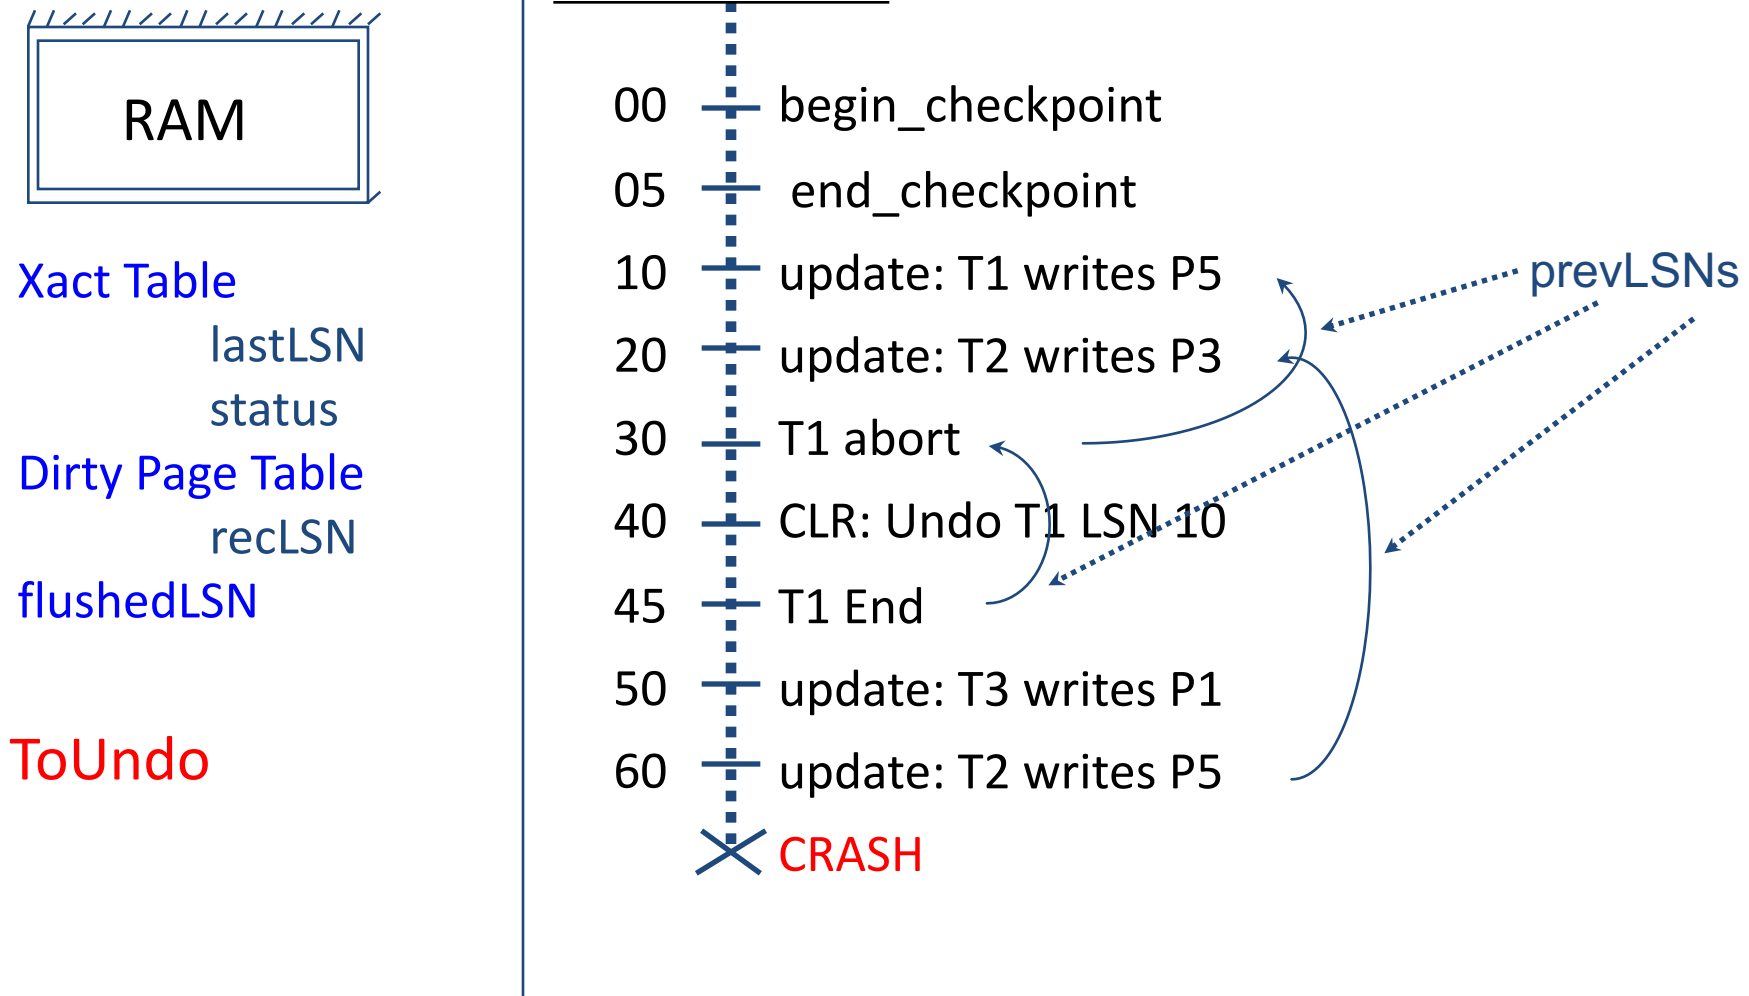 RAM
Xact Table
lastLSN
status
Dirty Page Table
recLSN
flushedLSN
ToUndo
00 begin_checkpoint
05 end_checkpoint
10 update: T1 writes P5
20 update: T2 writes P3
30 T1 abort
40 CLR: Undo T1 LSN 10
45 T1 End
50 update: T3 writes P1
60 update: T2 writes P5
CRASH
prevLSNs